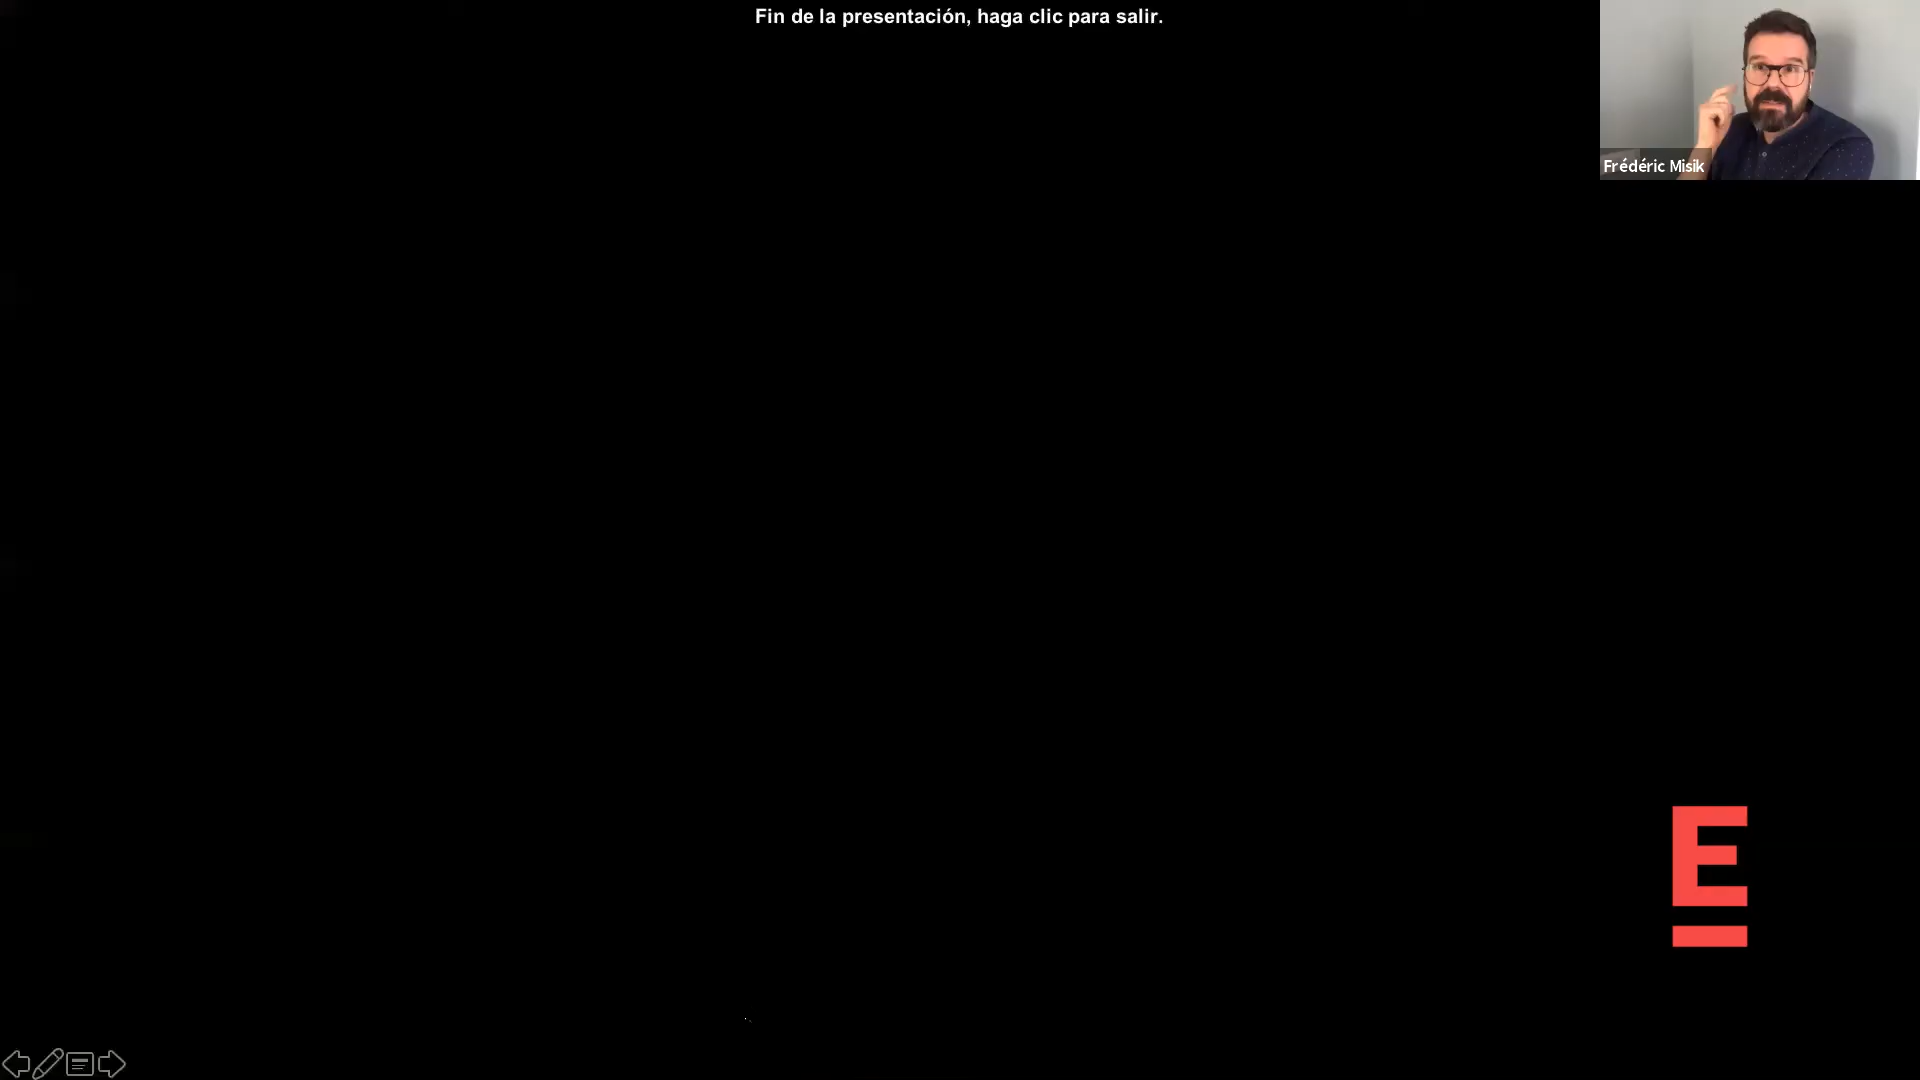 Fin de la presentación, haga clic para salir.
Frédéric Misik
E